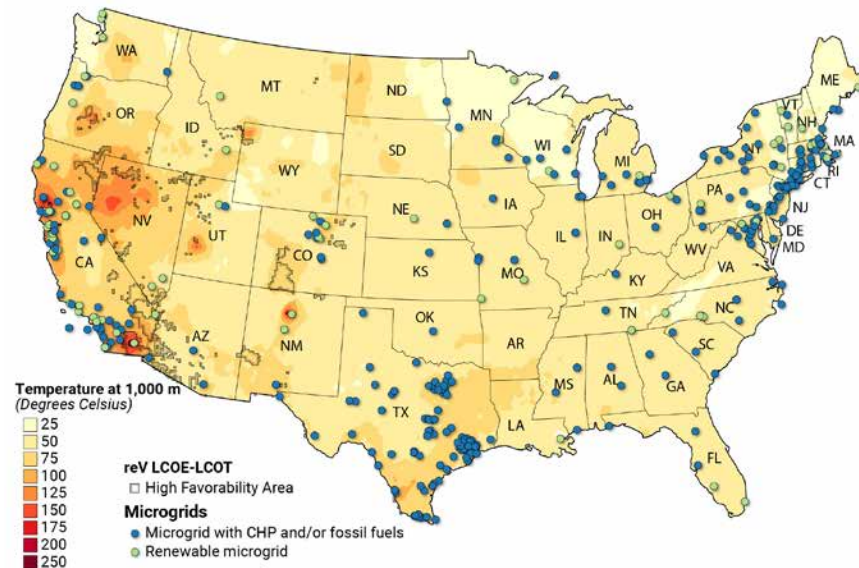 WA
MT
ND
MN
ME
VT
NH
OR
ID
WY
SD
WI
MI
NY
MA
RI
CT
NE
IA
PA
NJ
NV
UT
CO
IL
IN
OH
DE
MD
CA
KS
MO
WV
VA
KY
AZ
NM
OK
AR
TN
NC
SC
TX
LA
MS
AL
GA
FL
Temperature at 1,000 m
(Degrees Celsius)
25
50
75
100
125
150
175
200
250
reV LCOE-LCOT
High Favorability Area
Microgrids
Microgrid with CHP and/or fossil fuels
Renewable microgrid